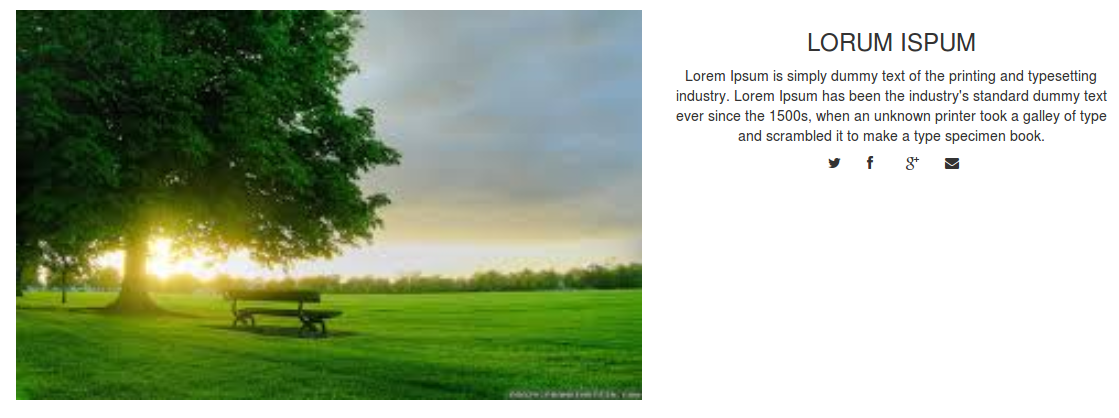 LORUM ISPUM
Lorem Ipsum is simply dummy text of the printing and typesetting
industry. Lorem Ipsum has been the industry's standard dummy text
ever since the 1500s, when an unknown printer took a galley of type
and scrambled it to make a type specimen book.
g+